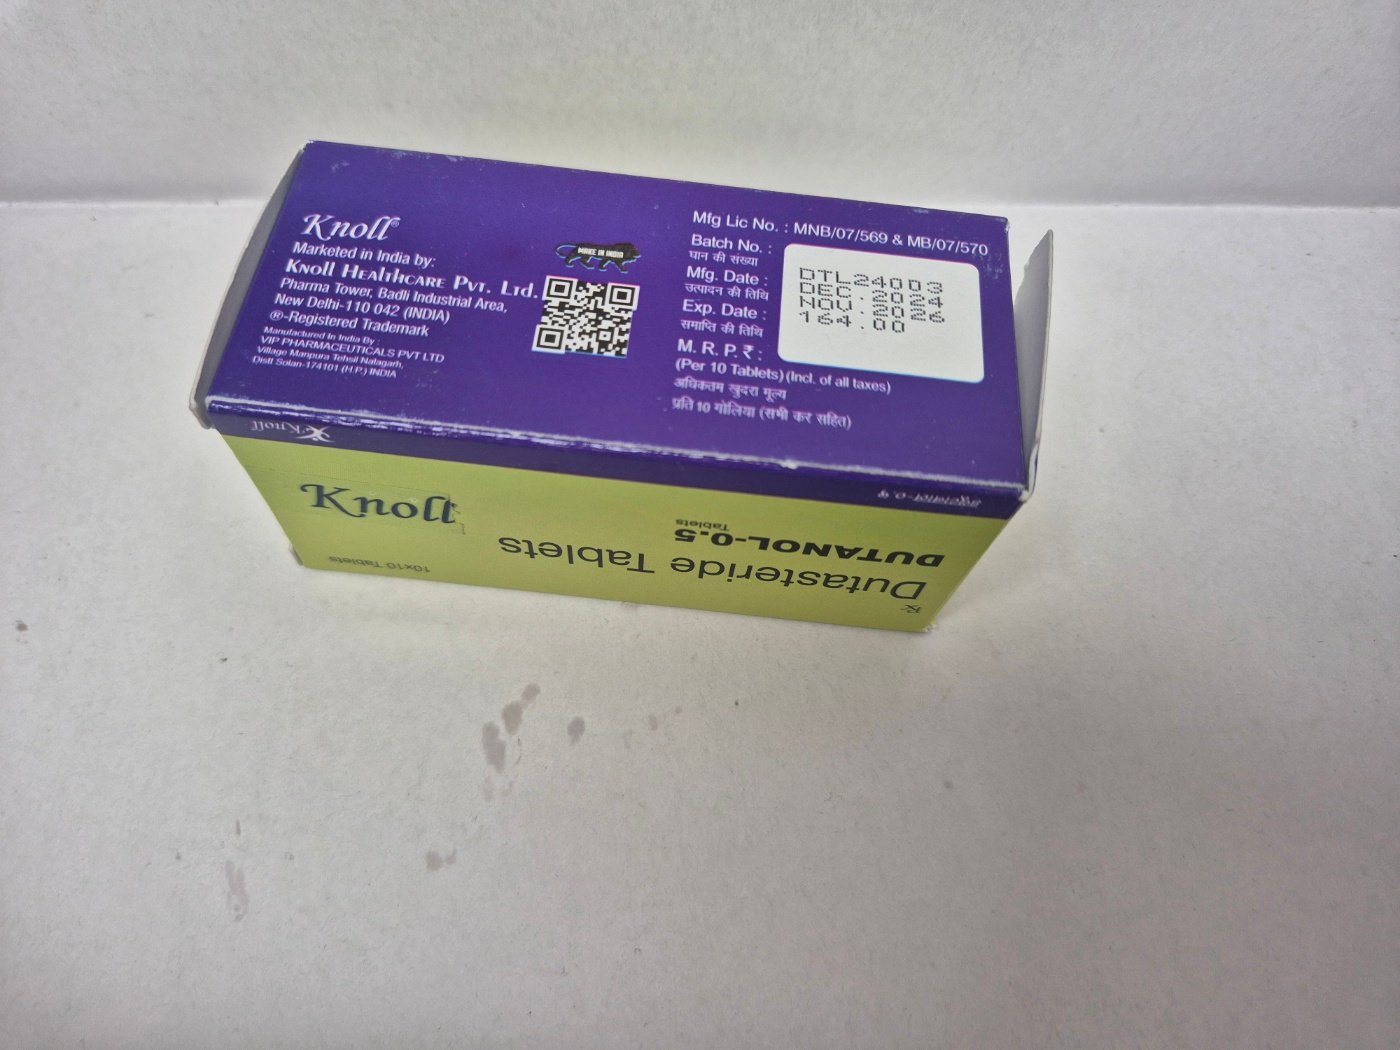 Knoll®
Marketed in India by:
Knoll Healthcare Pvt. Ltd.
Pharma Tower, Badli Industrial Area,
New Delhi-110 042 (INDIA)
®-Registered Trademark
Manufactured in India By:
VIP PHARMACEUTICALS PVT LTD
Village Manpura Tehsil Nalagarh,
Distt Solan-174101 (H.P.) INDIA
MAKE IN INDIA
Mfg Lic No. : MNB/07/569 & MB/07/570
Batch No. :
घान की संख्या
Mfg. Date :
उत्पादन की तिथि
Exp. Date :
समाप्ति की तिथि
M. R. P. ₹ :
(Per 10 Tablets) (Incl. of all taxes)
अधिकतम खुदरा मूल्य
प्रति 10 गोलिया (सभी कर सहित)
DTL24003
DEC.2024
NOV.2026
164.00
Knoll
Knoll
Rx
Dutasteride Tablets
DUTANOL-0.5
Tablets
10x10 Tablets